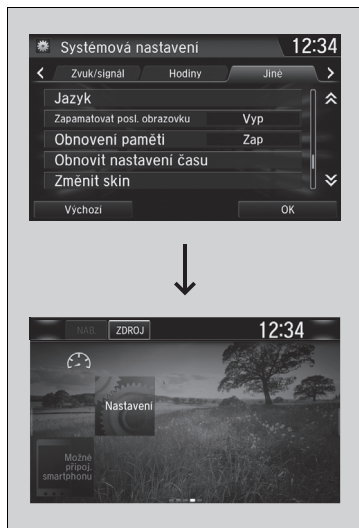 Systémová nastavení 12:34
Zvuk/signál Hodiny Jiné
Jazyk
Zapamatovat posl. obrazovku Vyp
Obnovení paměti Zap
Obnovit nastavení času
Změnit skin
Výchozí OK
NAB. ZDROJ 12:34
Nastavení
Možné
připoj.
smartphonu